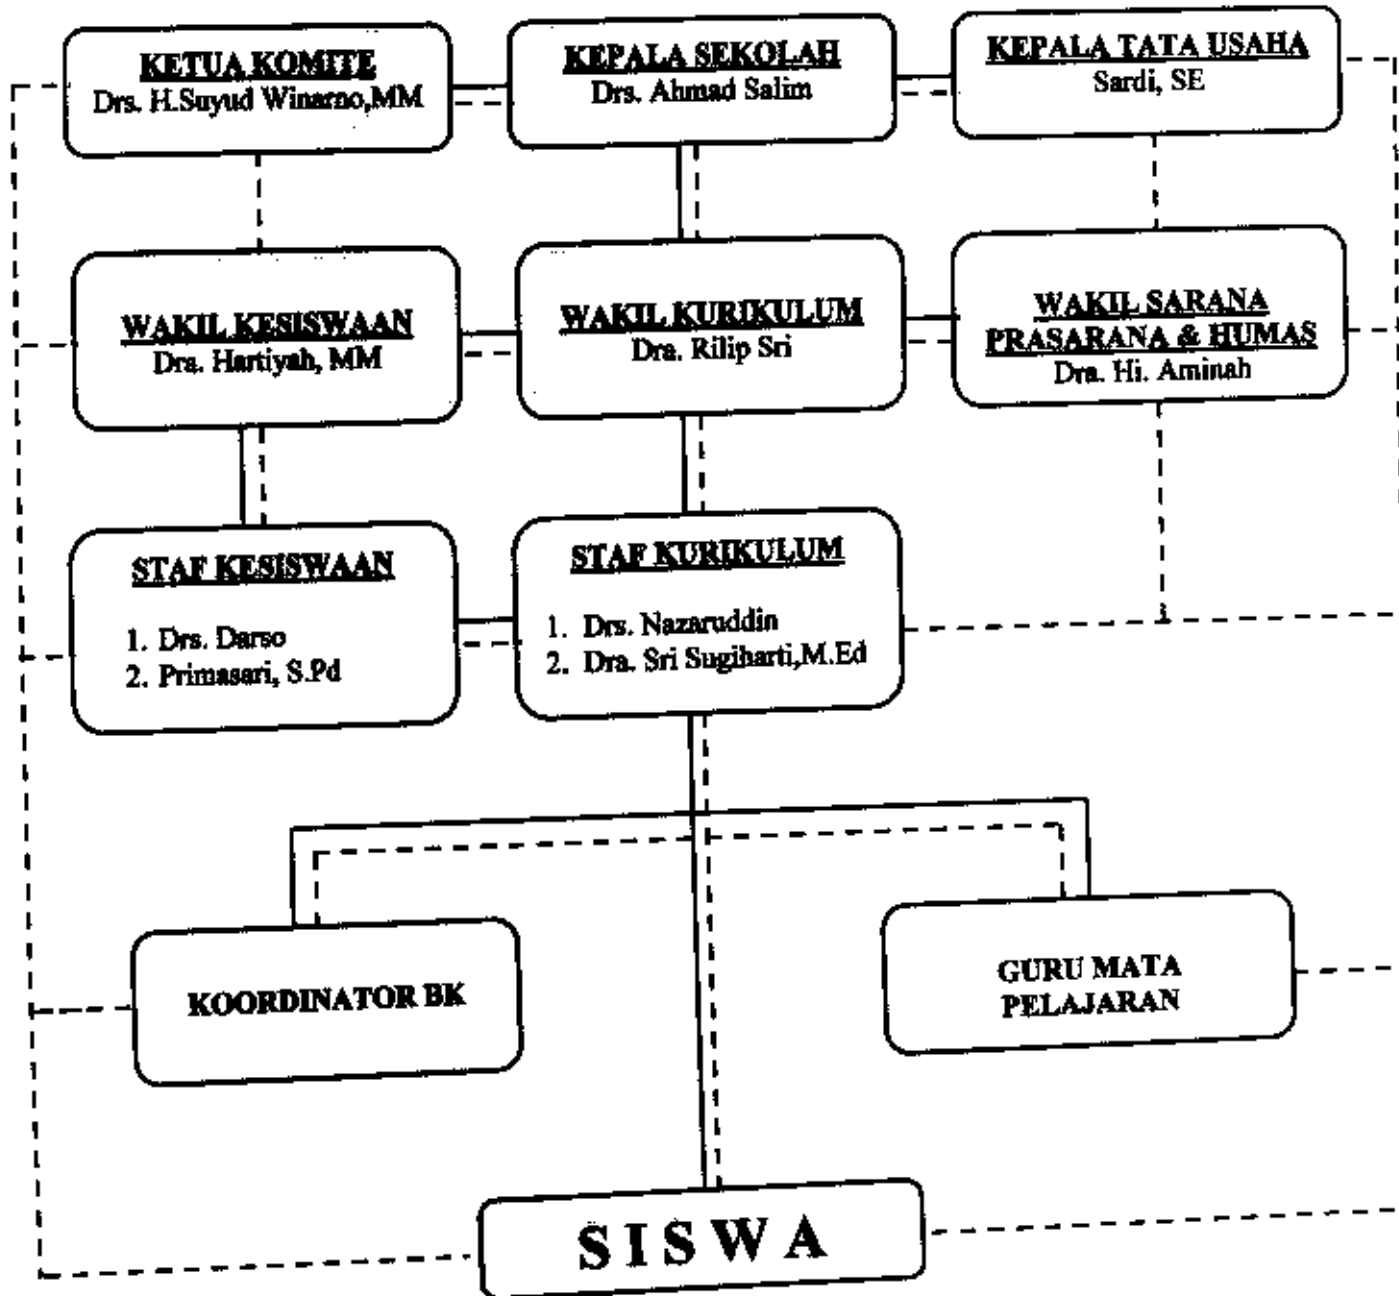 KETUA KOMITE
Drs. H.Suyud Winarno,MM
KEPALA SEKOLAH
Drs. Ahmad Salim
KEPALA TATA USAHA
Sardi, SE
WAKIL KESISWAAN
Dra. Hartiyah, MM
WAKIL KURIKULUM
Dra. Rilip Sri
WAKIL SARANA
PRASARANA & HUMAS
Dra. Hi. Aminah
STAF KESISWAAN
1. Drs. Darso
2. Primasari, S.Pd
STAF KURIKULUM
1. Drs. Nazaruddin
2. Dra. Sri Sugiharti,M.Ed
KOORDINATOR BK
GURU MATA
PELAJARAN
S I S W A